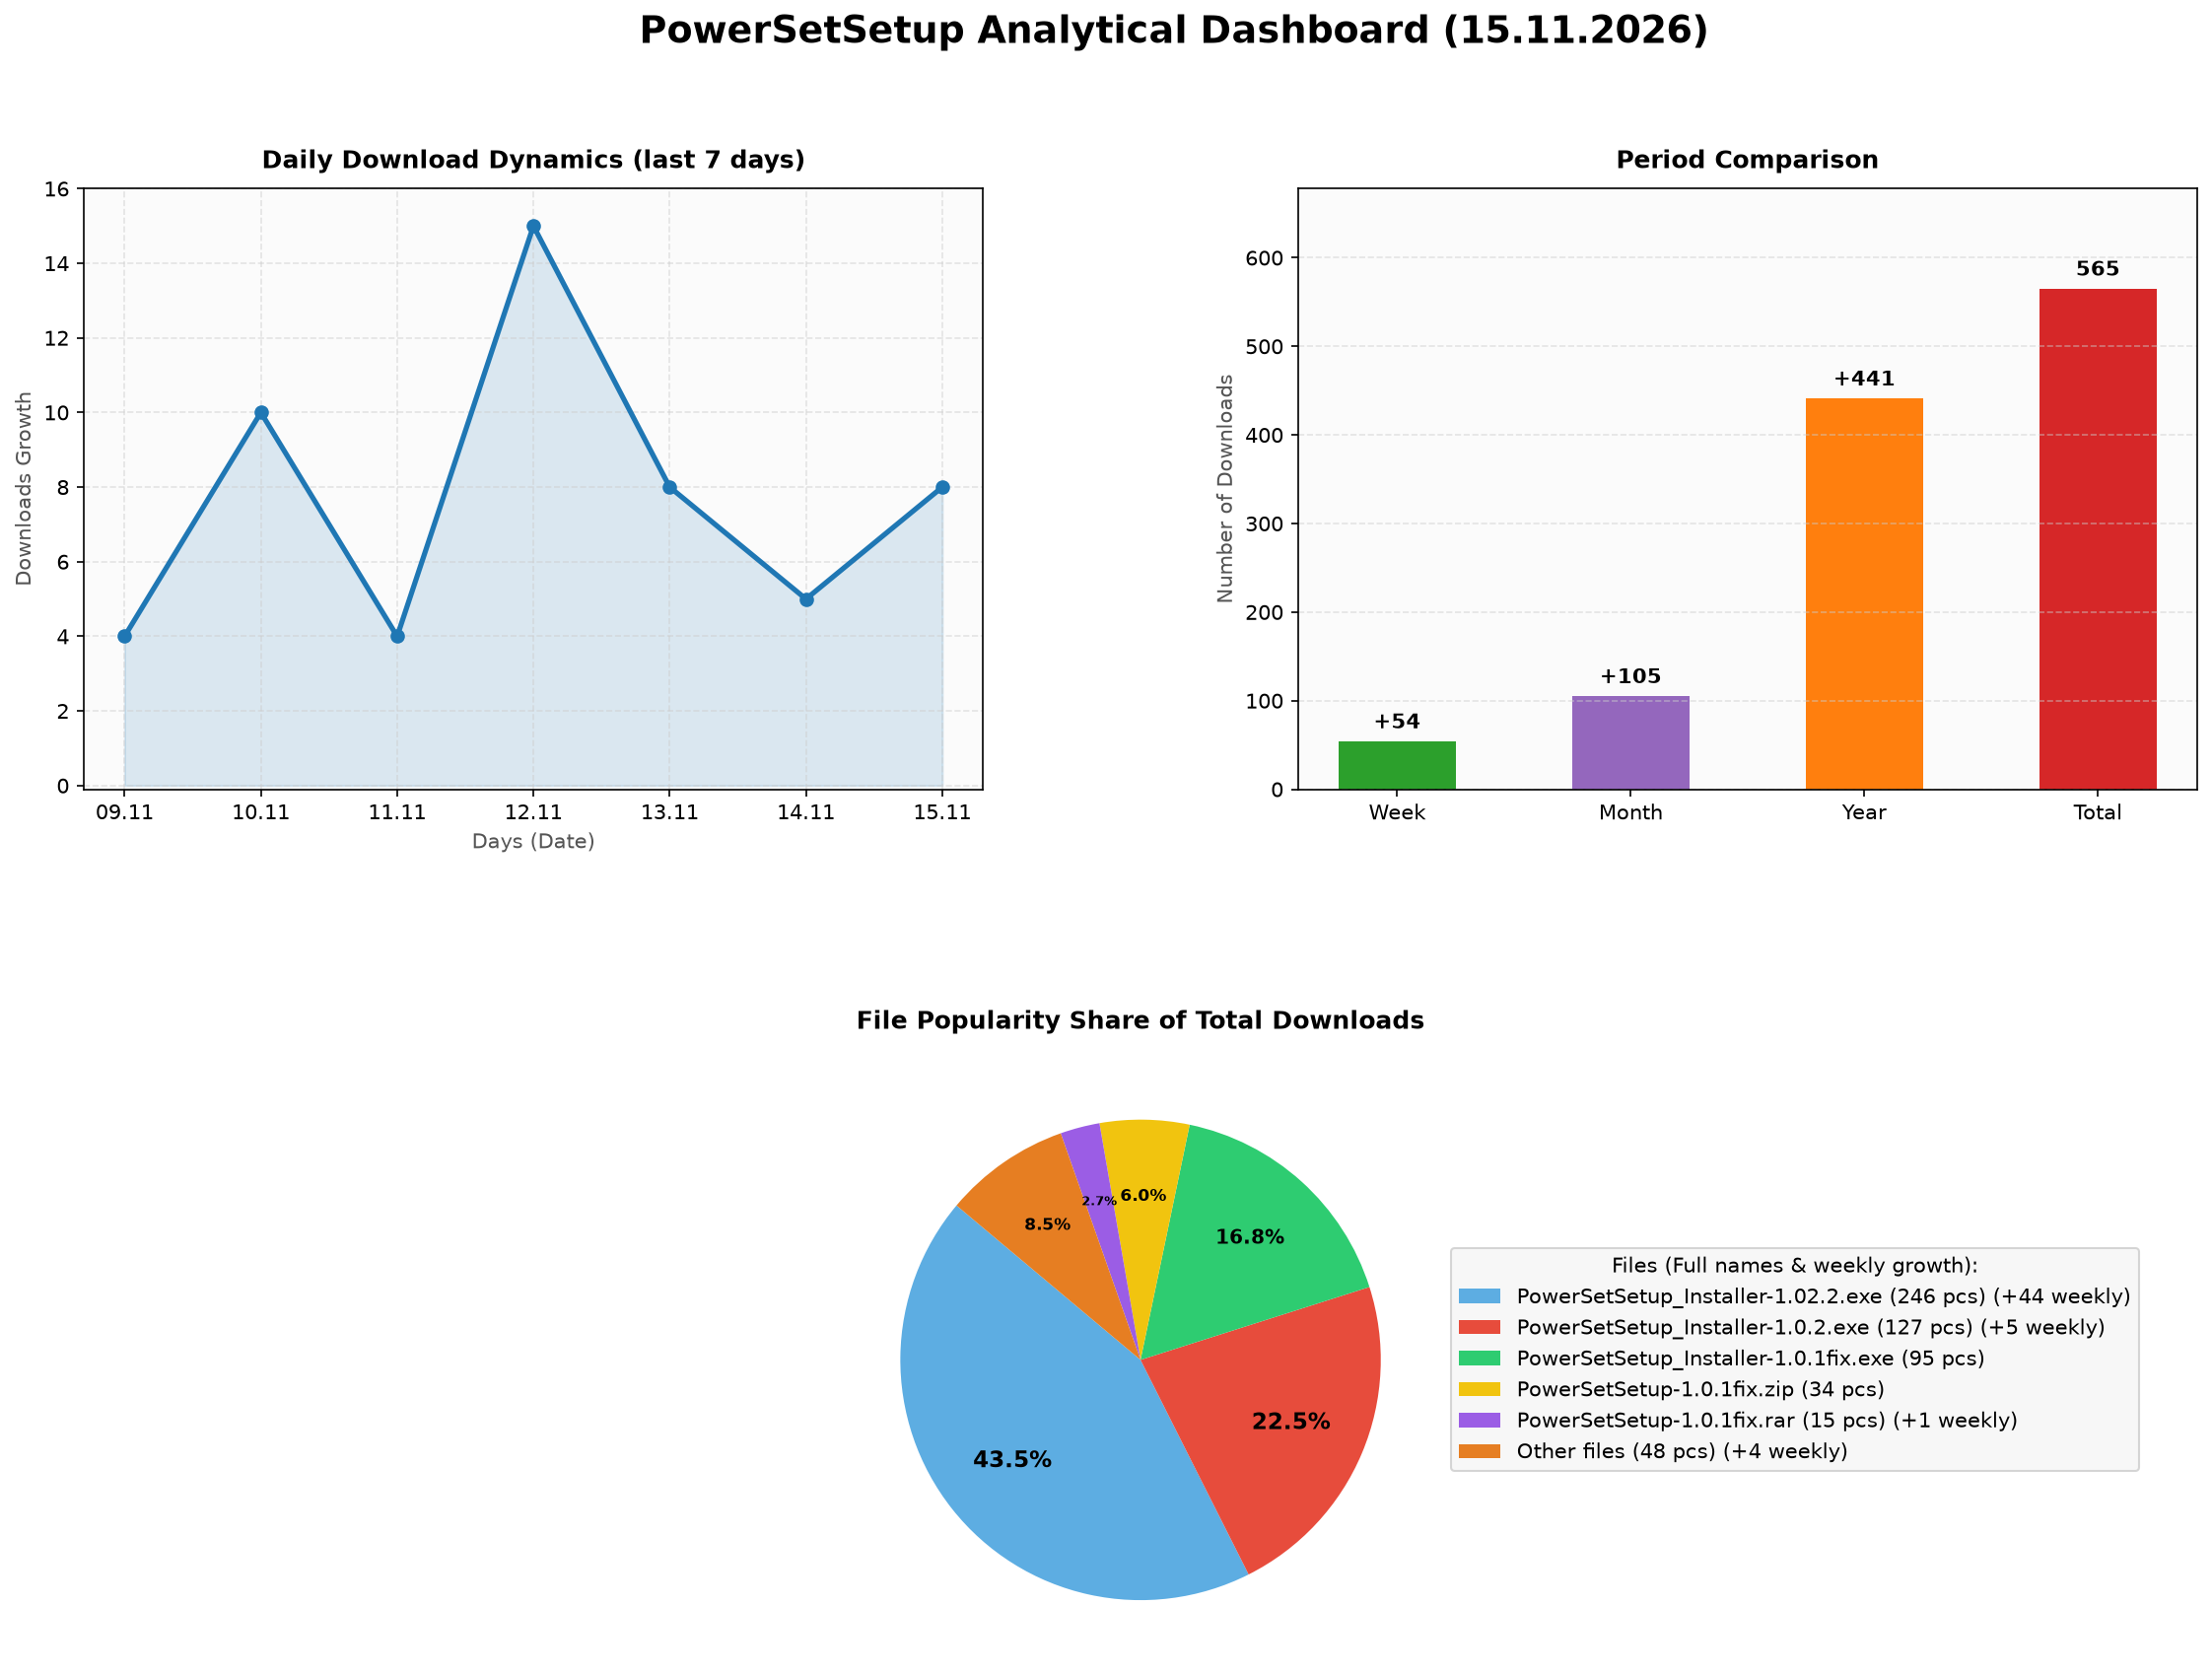 PowerSetSetup Analytical Dashboard (15.11.2026)
Daily Download Dynamics (last 7 days)
16
14
12
10
8
6
4
2
0
Downloads Growth
09.11
10.11
11.11
12.11
13.11
14.11
15.11
Days (Date)
Period Comparison
600
500
400
300
200
100
0
Number of Downloads
+54
+105
+441
565
Week
Month
Year
Total
File Popularity Share of Total Downloads
43.5%
22.5%
16.8%
6.0%
2.7%
8.5%
Files (Full names & weekly growth):
PowerSetSetup_Installer-1.02.2.exe (246 pcs) (+44 weekly)
PowerSetSetup_Installer-1.0.2.exe (127 pcs) (+5 weekly)
PowerSetSetup_Installer-1.0.1fix.exe (95 pcs)
PowerSetSetup-1.0.1fix.zip (34 pcs)
PowerSetSetup-1.0.1fix.rar (15 pcs) (+1 weekly)
Other files (48 pcs) (+4 weekly)